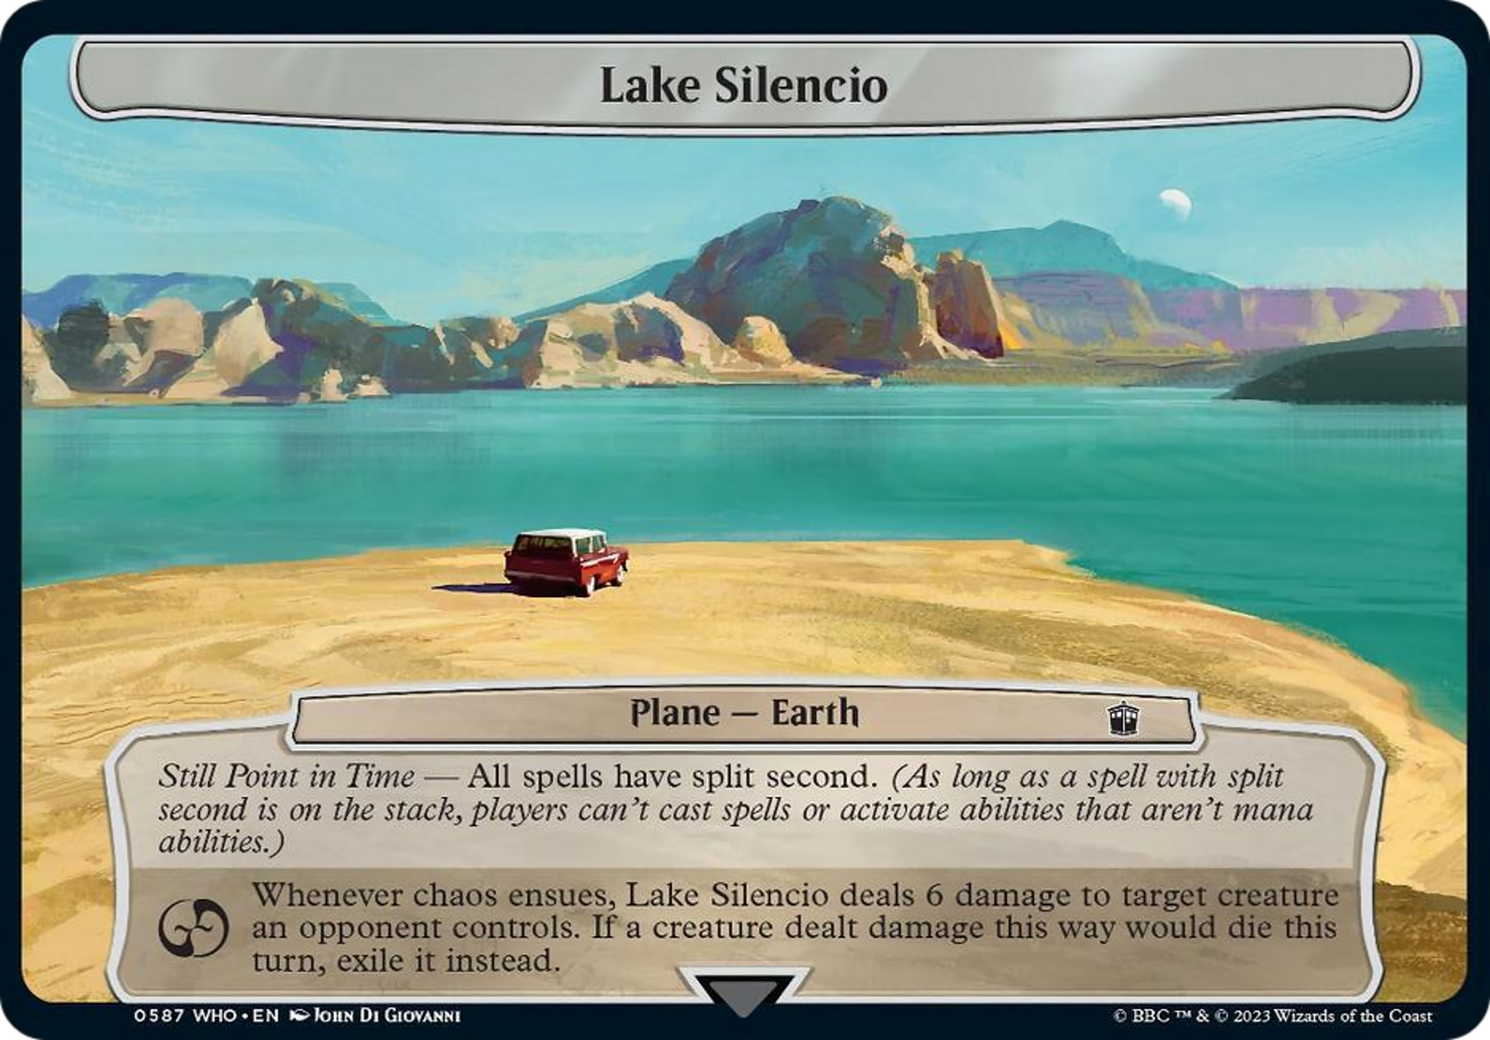 Lake Silencio
Plane — Earth
Still Point in Time — All spells have split second. (As long as a spell with split
second is on the stack, players can't cast spells or activate abilities that aren't mana
abilities.)
Whenever chaos ensues, Lake Silencio deals 6 damage to target creature
an opponent controls. If a creature dealt damage this way would die this
turn, exile it instead.
0587 WHO • EN John Di Giovanni
© BBC ™ & © 2023 Wizards of the Coast